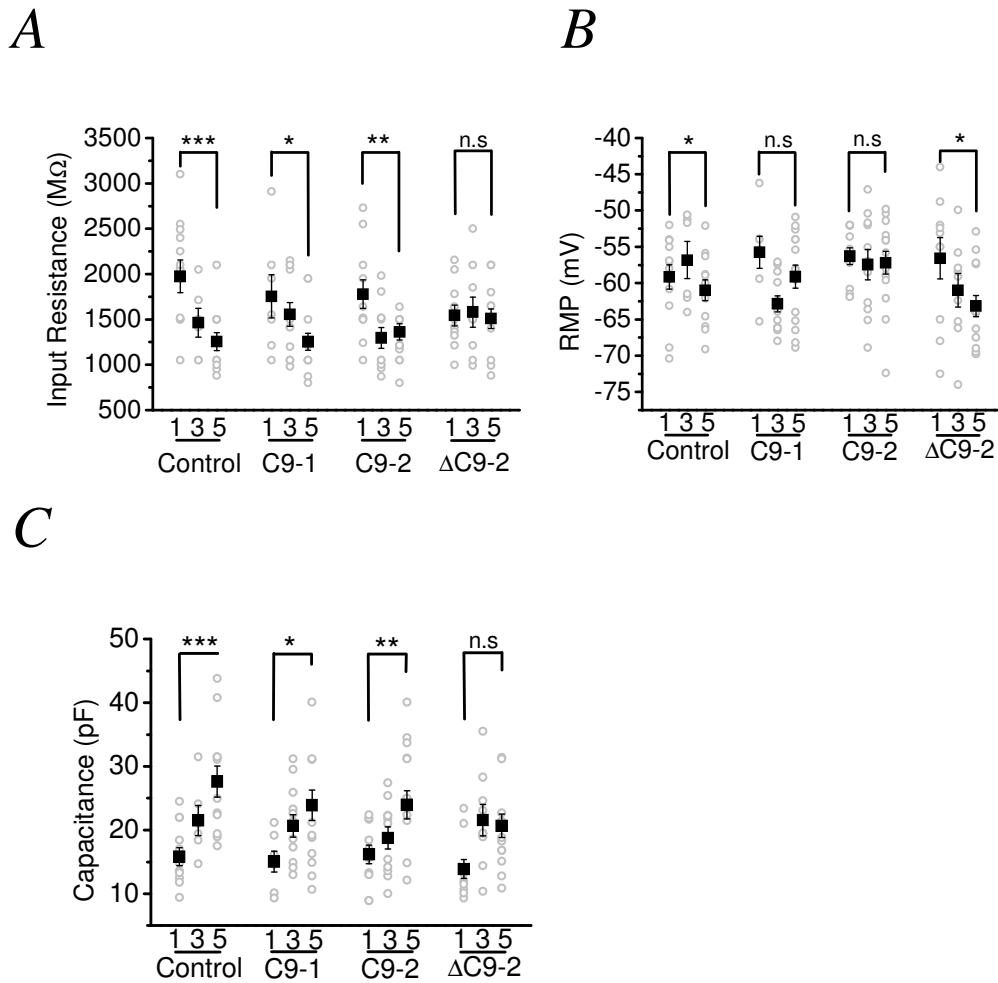 A
B
Input Resistance (MΩ)
3500
3000
2500
2000
1500
1000
500
***
*
**
n.s
1 3 5
1 3 5
1 3 5
1 3 5
Control
C9-1
C9-2
ΔC9-2
RMP (mV)
-40
-45
-50
-55
-60
-65
-70
-75
*
n.s
n.s
*
1 3 5
1 3 5
1 3 5
1 3 5
Control
C9-1
C9-2
ΔC9-2
C
Capacitance (pF)
50
40
30
20
10
***
*
**
n.s
1 3 5
1 3 5
1 3 5
1 3 5
Control
C9-1
C9-2
ΔC9-2